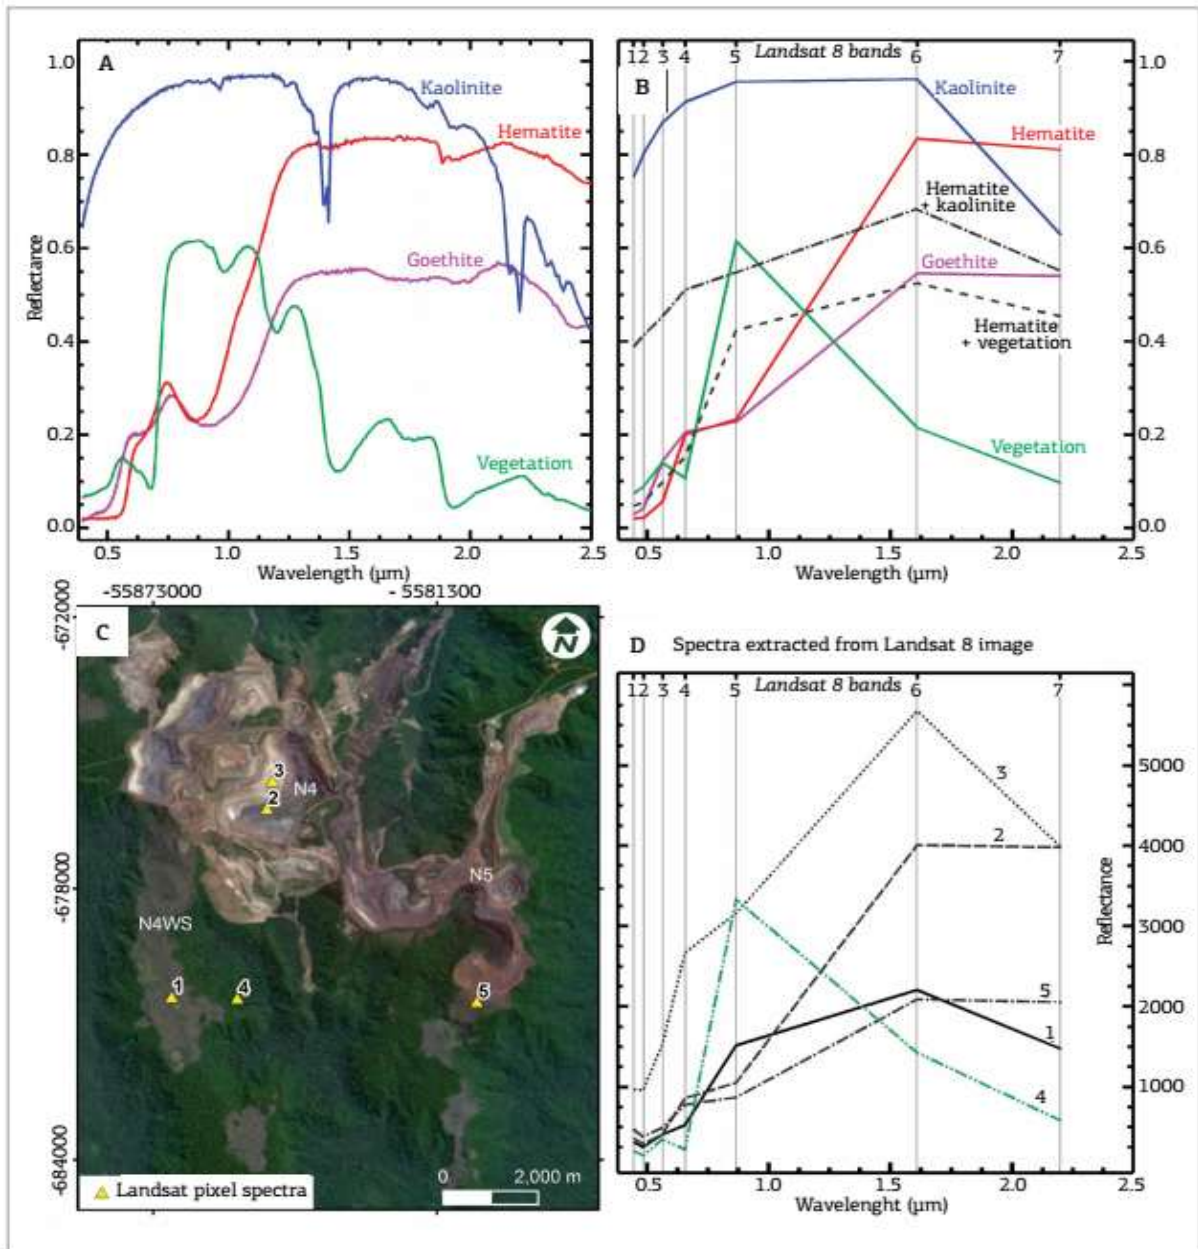 A
1.0
0.8
0.6
0.4
0.2
0.0
Reflectance
Kaolinite
Hematite
Goethite
Vegetation
0.5 1.0 1.5 2.0 2.5
Wavelength (µm)
12 3 4 5 Landsat 8 bands 6 7
B
Kaolinite
Hematite
Hematite
+ kaolinite
Goethite
Hematite
+ vegetation
Vegetation
1.0
0.8
0.6
0.4
0.2
0.0
0.5 1.0 1.5 2.0 2.5
Wavelength (µm)
-55873000 - 5581300
-672000
-678000
-684000
C
N
3
N4
2
N5
N4WS
1
4
5
0 2,000 m
Landsat pixel spectra
D Spectra extracted from Landsat 8 image
12 3 4 5 Landsat 8 bands 6 7
3
2
5
1
4
5000
4000
3000
2000
1000
Reflectance
0.5 1.0 1.5 2.0 2.5
Wavelenght (µm)